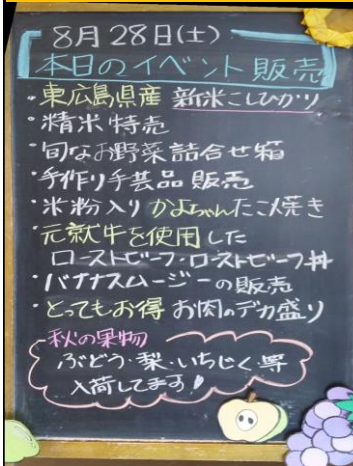 8月28日(土)
本日のイベント販売
・東広島県産 新米こしひかり
・精米特売
・旬なお野菜詰合せ箱
・手作り手芸品販売
・米粉入りかよちゃんたこ焼き
・元就牛を使用した
ローストビーフ・ローストビーフ丼
・バナナスムージーの販売
・とってもお得 お肉のデカ盛り
秋の果物
ぶどう・梨・いちじく等
入荷してます!